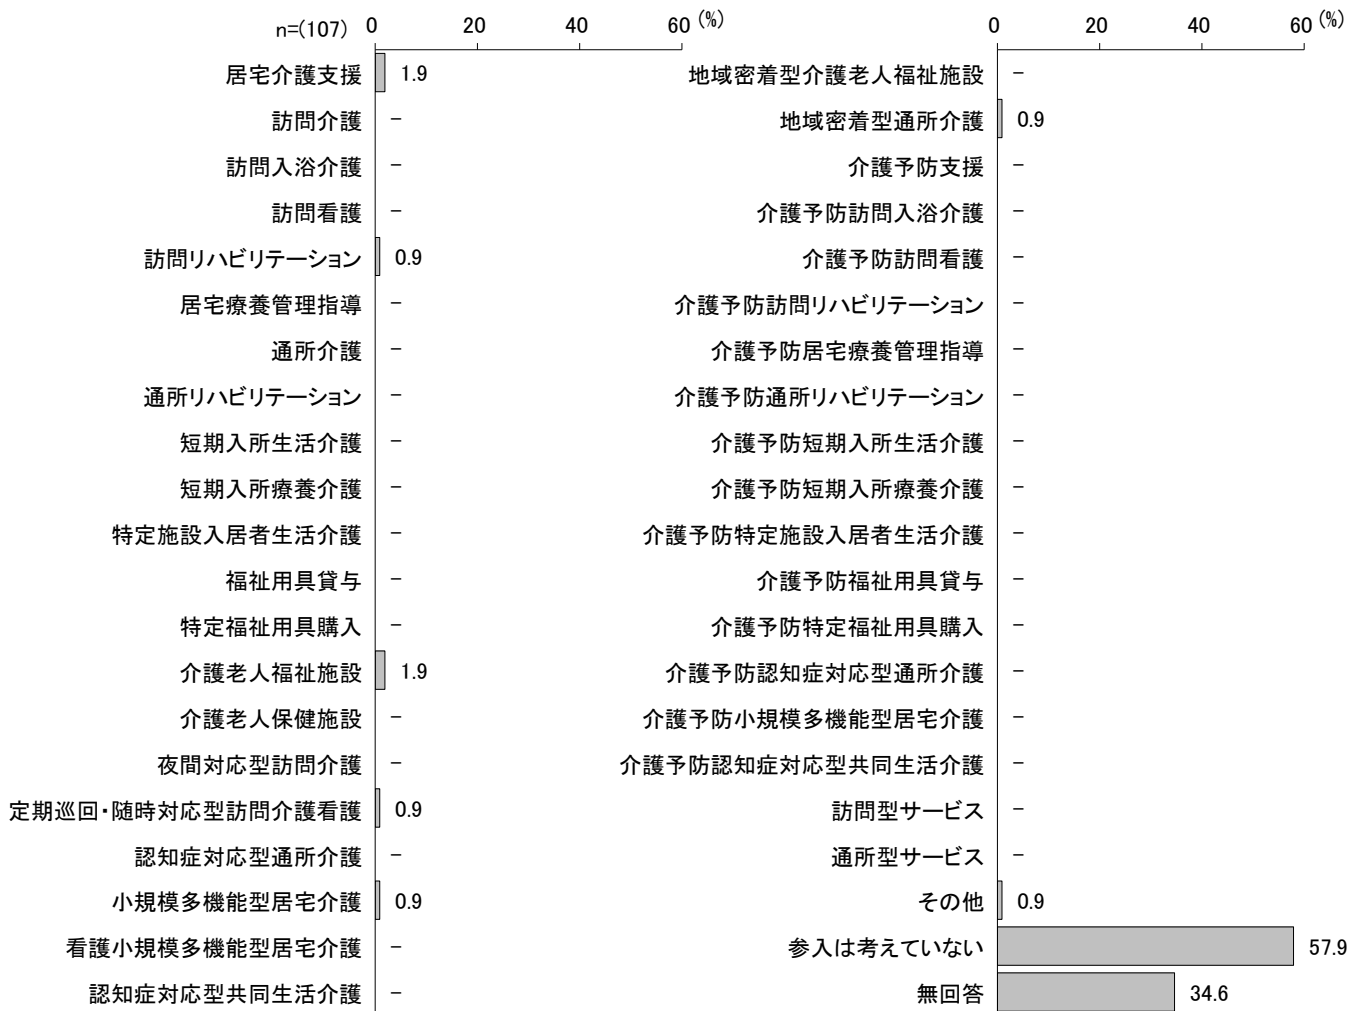 n=(107) 0 20 40 60 (%)
居宅介護支援 1.9
訪問介護 -
訪問入浴介護 -
訪問看護 -
訪問リハビリテーション 0.9
居宅療養管理指導 -
通所介護 -
通所リハビリテーション -
短期入所生活介護 -
短期入所療養介護 -
特定施設入居者生活介護 -
福祉用具貸与 -
特定福祉用具購入 -
介護老人福祉施設 1.9
介護老人保健施設 -
夜間対応型訪問介護 -
定期巡回・随時対応型訪問介護看護 0.9
認知症対応型通所介護 -
小規模多機能型居宅介護 0.9
看護小規模多機能型居宅介護 -
認知症対応型共同生活介護 -
0 20 40 60 (%)
地域密着型介護老人福祉施設 -
地域密着型通所介護 0.9
介護予防支援 -
介護予防訪問入浴介護 -
介護予防訪問看護 -
介護予防訪問リハビリテーション -
介護予防居宅療養管理指導 -
介護予防通所リハビリテーション -
介護予防短期入所生活介護 -
介護予防短期入所療養介護 -
介護予防特定施設入居者生活介護 -
介護予防福祉用具貸与 -
介護予防特定福祉用具購入 -
介護予防認知症対応型通所介護 -
介護予防小規模多機能型居宅介護 -
介護予防認知症対応型共同生活介護 -
訪問型サービス -
通所型サービス -
その他 0.9
参入は考えていない 57.9
無回答 34.6